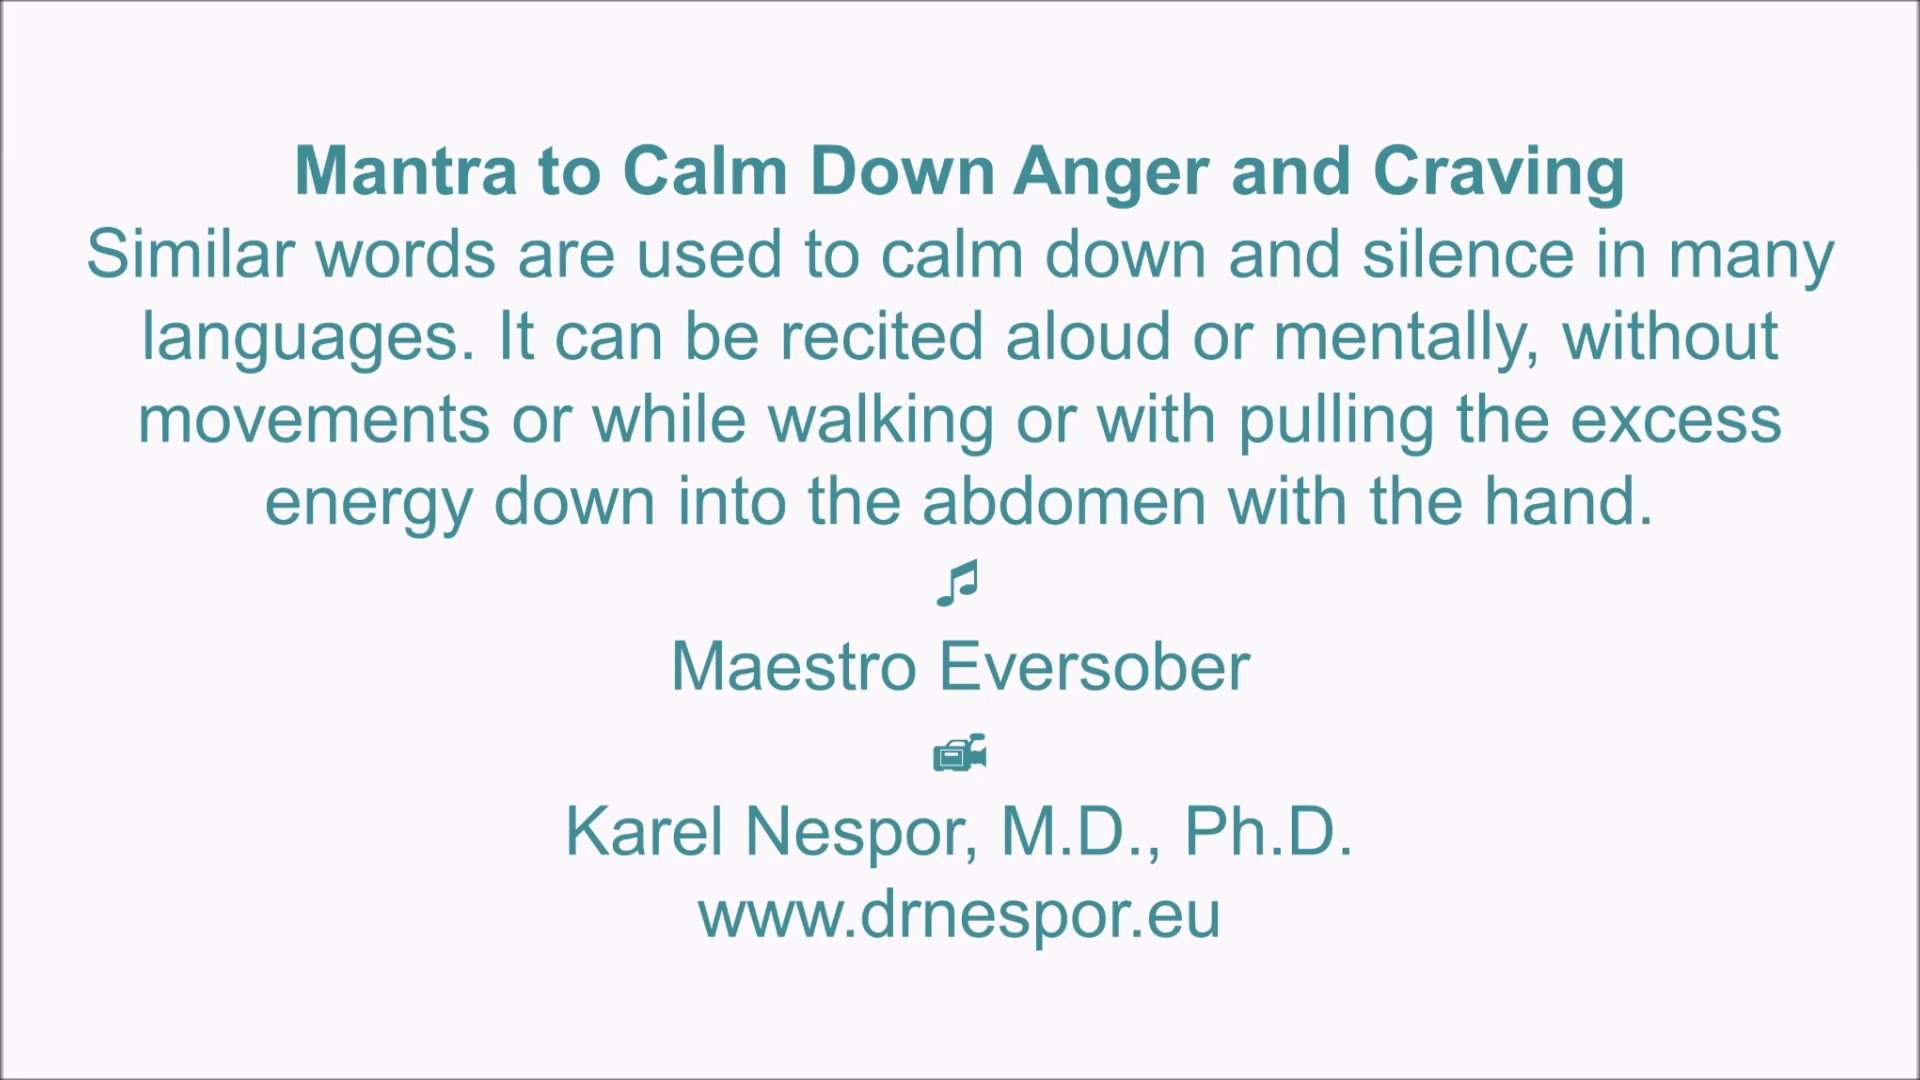 Mantra to Calm Down Anger and Craving
Similar words are used to calm down and silence in many
languages. It can be recited aloud or mentally, without
movements or while walking or with pulling the excess
energy down into the abdomen with the hand.
♫
Maestro Eversober
Karel Nespor, M.D., Ph.D.
www.drnespor.eu